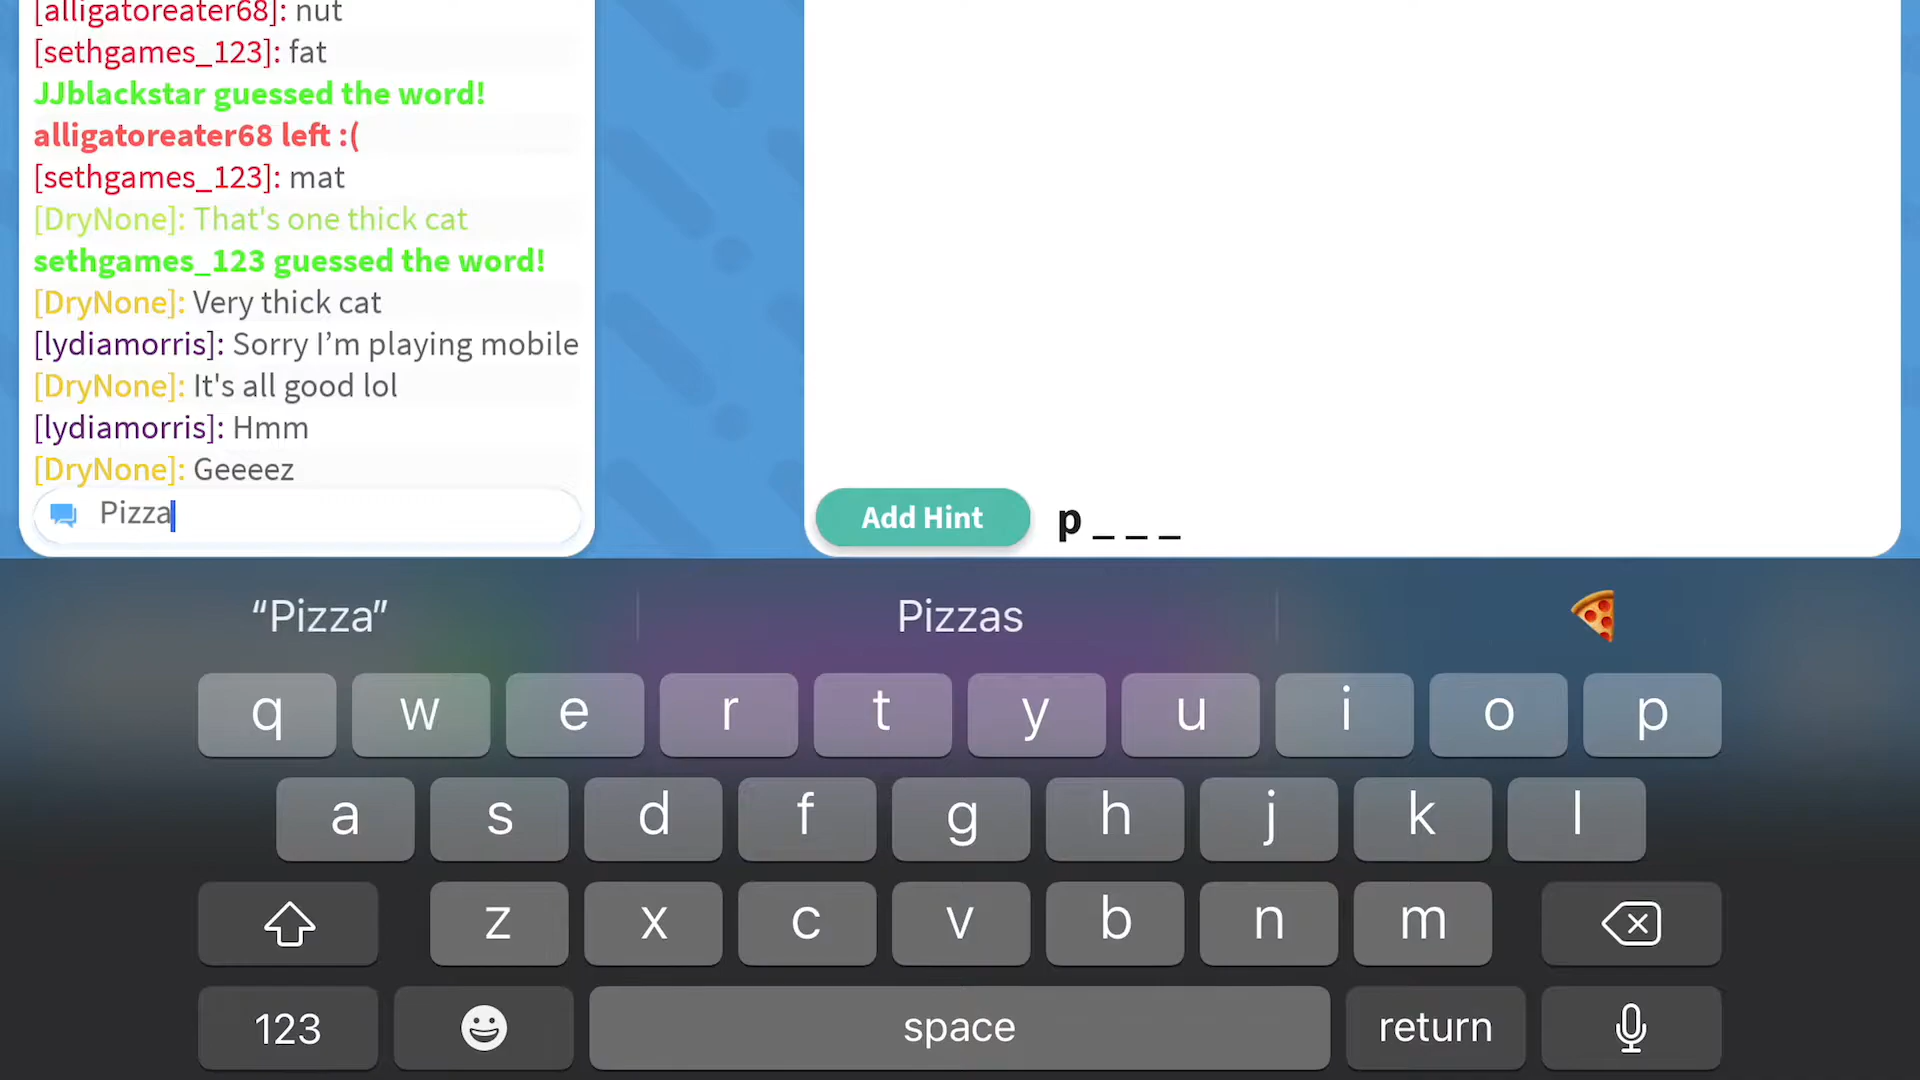 [alligatoreater68]: nut
[sethgames_123]: fat
JJblackstar guessed the word!
alligatoreater68 left :(
[sethgames_123]: mat
[DryNone]: That's one thick cat
sethgames_123 guessed the word!
[DryNone]: Very thick cat
[lydiamorris]: Sorry I’m playing mobile
[DryNone]: It's all good lol
[lydiamorris]: Hmm
[DryNone]: Geeeez
Pizza
Add Hint p _ _ _
“Pizza” Pizzas
q w e r t y u i o p
a s d f g h j k l
z x c v b n m
123 space return